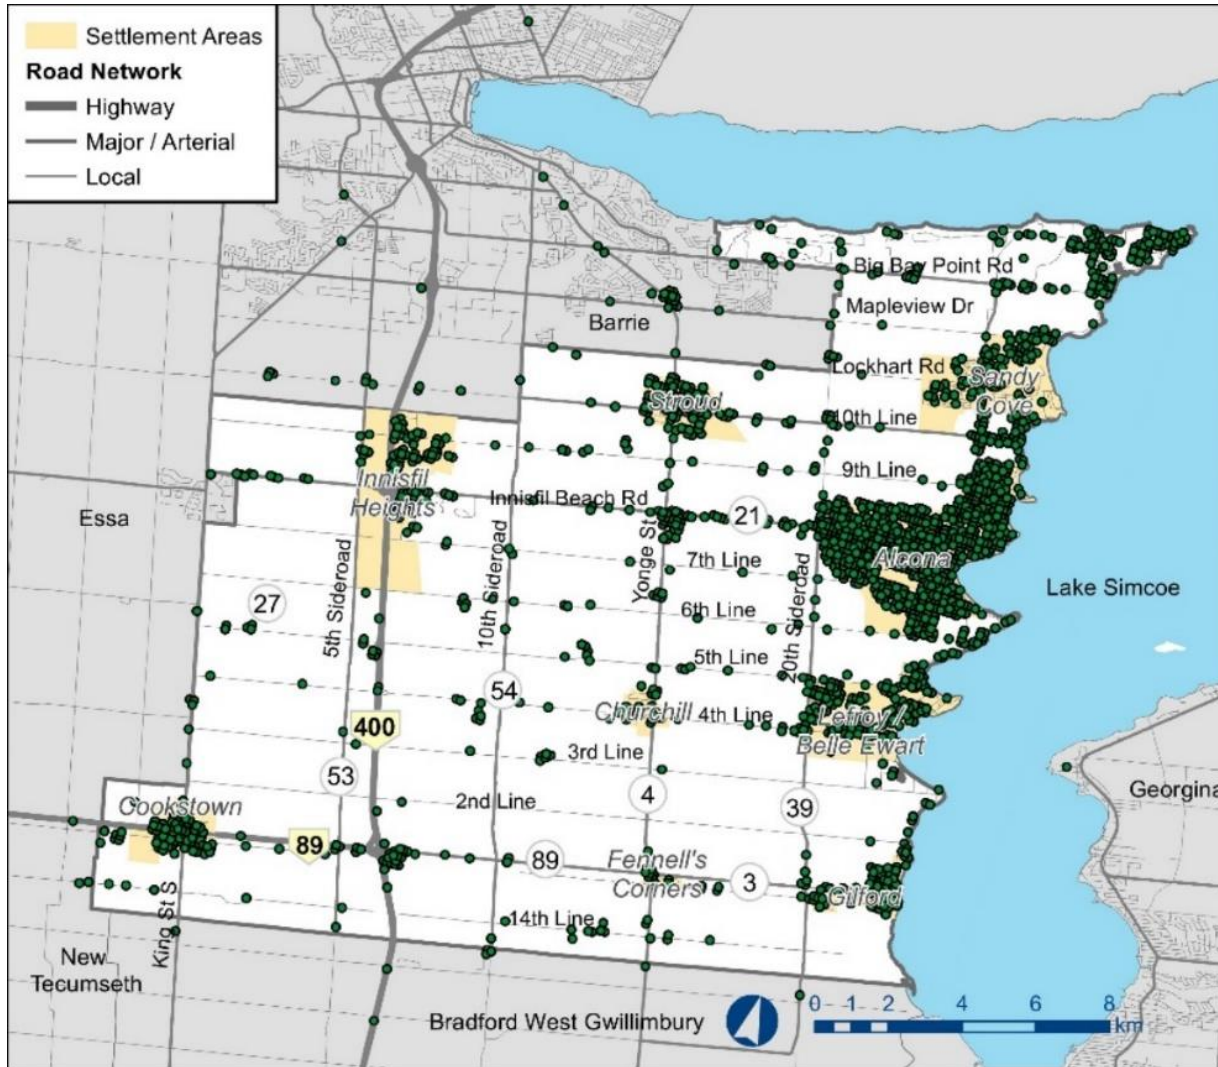 Settlement Areas
Road Network
Highway
Major / Arterial
Local
Big Bay Point Rd
Mapleview Dr
Barrie
Lockhart Rd
Sandy
Cove
Stroud
10th Line
9th Line
Innisfil
Heights
Innisfil Beach Rd
Essa
21
Alcona
7th Line
Lake Simcoe
27
5th Sideroad
10th Sideroad
Yonge St
20th Sideroad
6th Line
5th Line
54
Churchill
4th Line
Lefroy /
Belle Ewart
400
3rd Line
53
4
39
Georgina
2nd Line
Cookstown
89
89
Fennell's
Corners
3
Gilford
14th Line
King St S
New
Tecumseth
Bradford West Gwillimbury
0 1 2 4 6 8
km